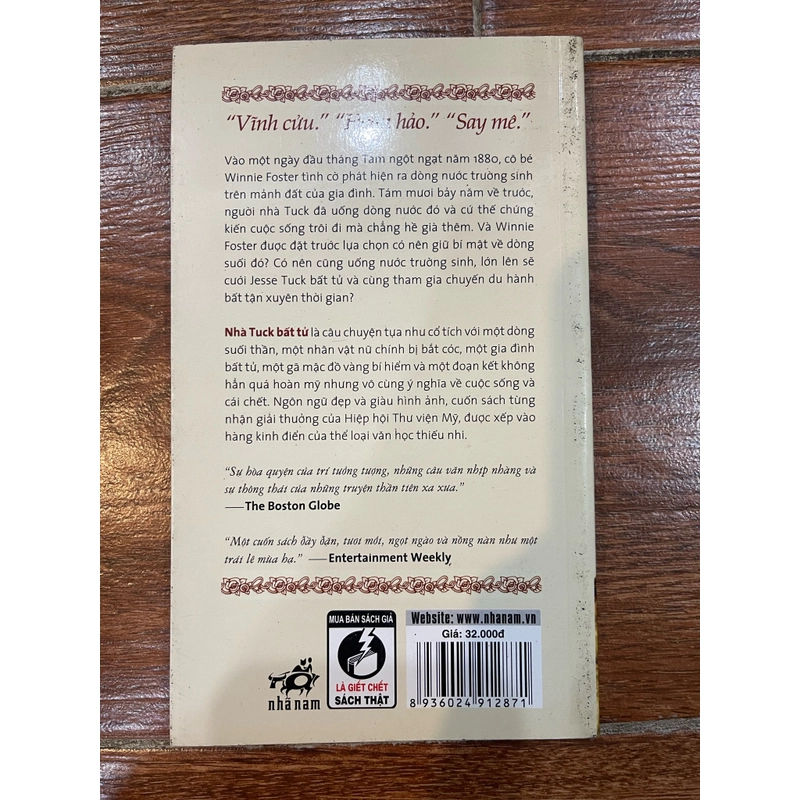 “Vĩnh cửu.” “ hảo.” “Say mê.”
Vào một ngày đầu tháng Tám ngột ngạt năm 1880, cô bé
Winnie Foster tình cờ phát hiện ra dòng nước trường sinh
trên mảnh đất của gia đình. Tám mươi bảy năm về trước,
người nhà Tuck đã uống dòng nước đó và cứ thế chứng
kiến cuộc sống trôi đi mà chẳng hề già thêm. Và Winnie
Foster được đặt trước lựa chọn có nên giữ bí mật về dòng
suối đó? Có nên cũng uống nước trường sinh, lớn lên sẽ
cưới Jesse Tuck bất tử và cùng tham gia chuyến du hành
bất tận xuyên thời gian?
Nhà Tuck bất tử là câu chuyện tựa như cổ tích với một dòng
suối thần, một nhân vật nữ chính bị bắt cóc, một gia đình
bất tử, một gã mặc đồ vàng bí hiểm và một đoạn kết không
hẳn quá hoàn mỹ nhưng vô cùng ý nghĩa về cuộc sống và
cái chết. Ngôn ngữ đẹp và giàu hình ảnh, cuốn sách từng
nhận giải thưởng của Hiệp hội Thư viện Mỹ, được xếp vào
hàng kinh điển của thể loại văn học thiếu nhi.
“Sự hòa quyện của trí tưởng tượng, những câu văn nhịp nhàng và
sự thông thái của những truyện thần tiên xa xưa.”
—The Boston Globe
“Một cuốn sách đầy đặn, tươi mới, ngọt ngào và nồng nàn như một
trái lê mùa hạ.” —Entertainment Weekly
MUA BÁN SÁCH GIẢ
LÀ GIẾT CHẾT
SÁCH THẬT
nhã nam
Website: www.nhanam.vn
Giá: 32.000đ
8 936024 912871